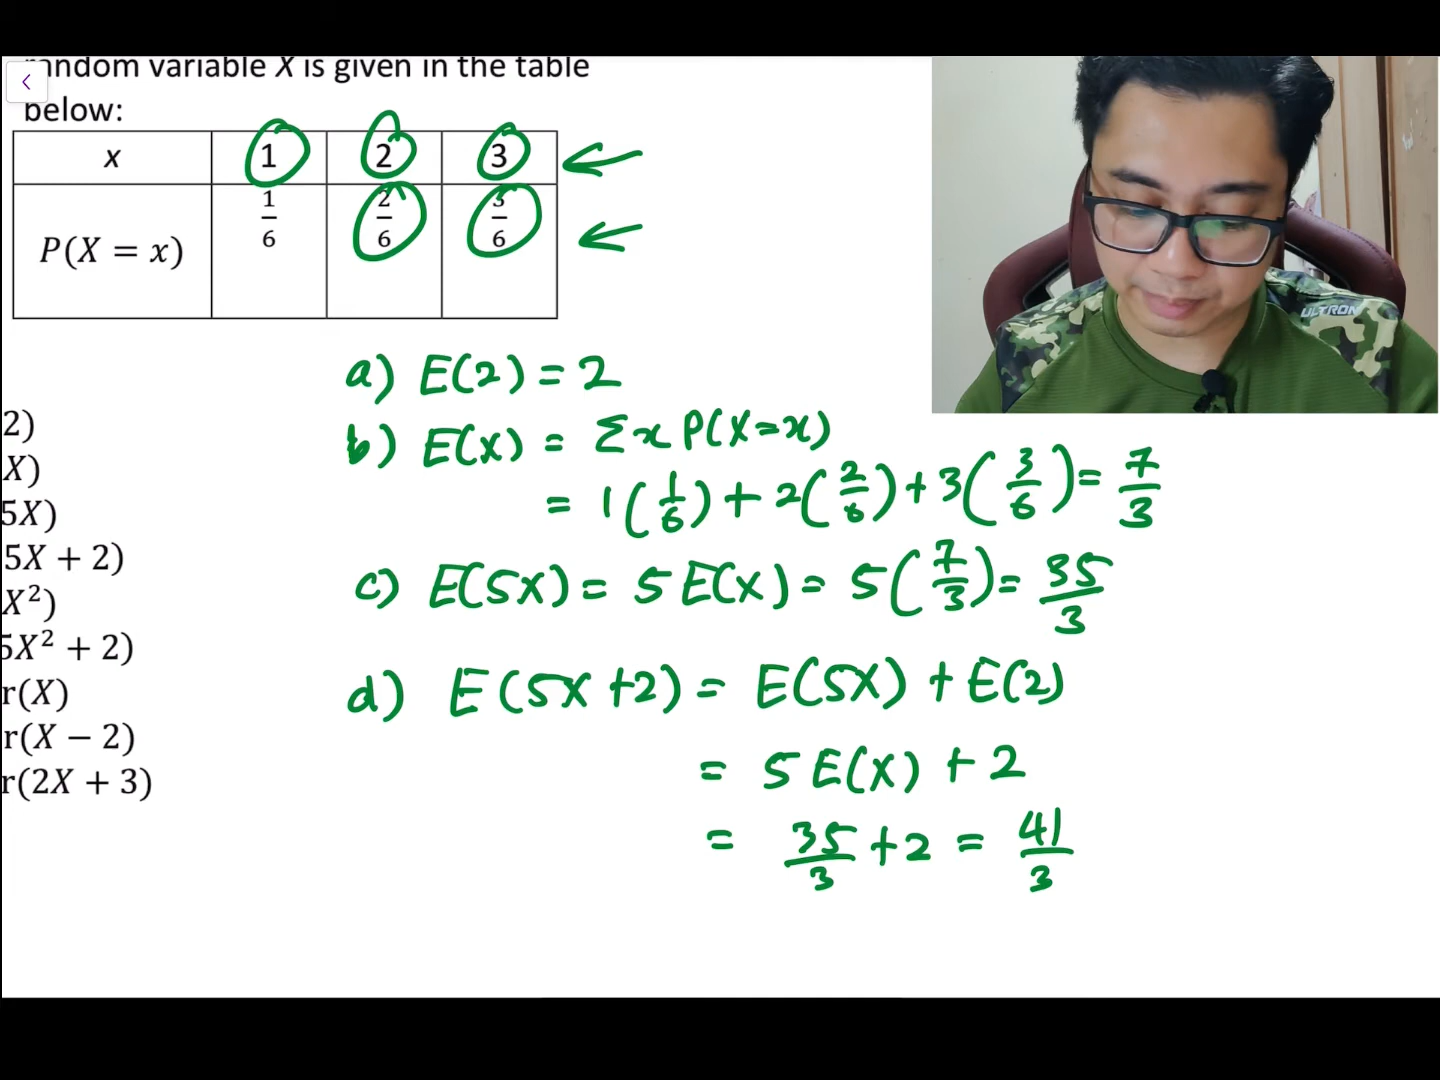 random variable X is given in the table
below:
x 1 2 3
P(X = x) 1/6 2/6 3/6
ULTRON
a) E(2) = 2
b) E(X) = Σx P(X=x)
= 1(1/6) + 2(2/6) + 3(3/6) = 7/3
c) E(5X) = 5 E(X) = 5(7/3) = 35/3
d) E(5X+2) = E(5X) + E(2)
= 5 E(X) + 2
= 35/3 + 2 = 41/3
2)
X)
5X)
5X + 2)
X²)
5X² + 2)
r(X)
r(X − 2)
r(2X + 3)